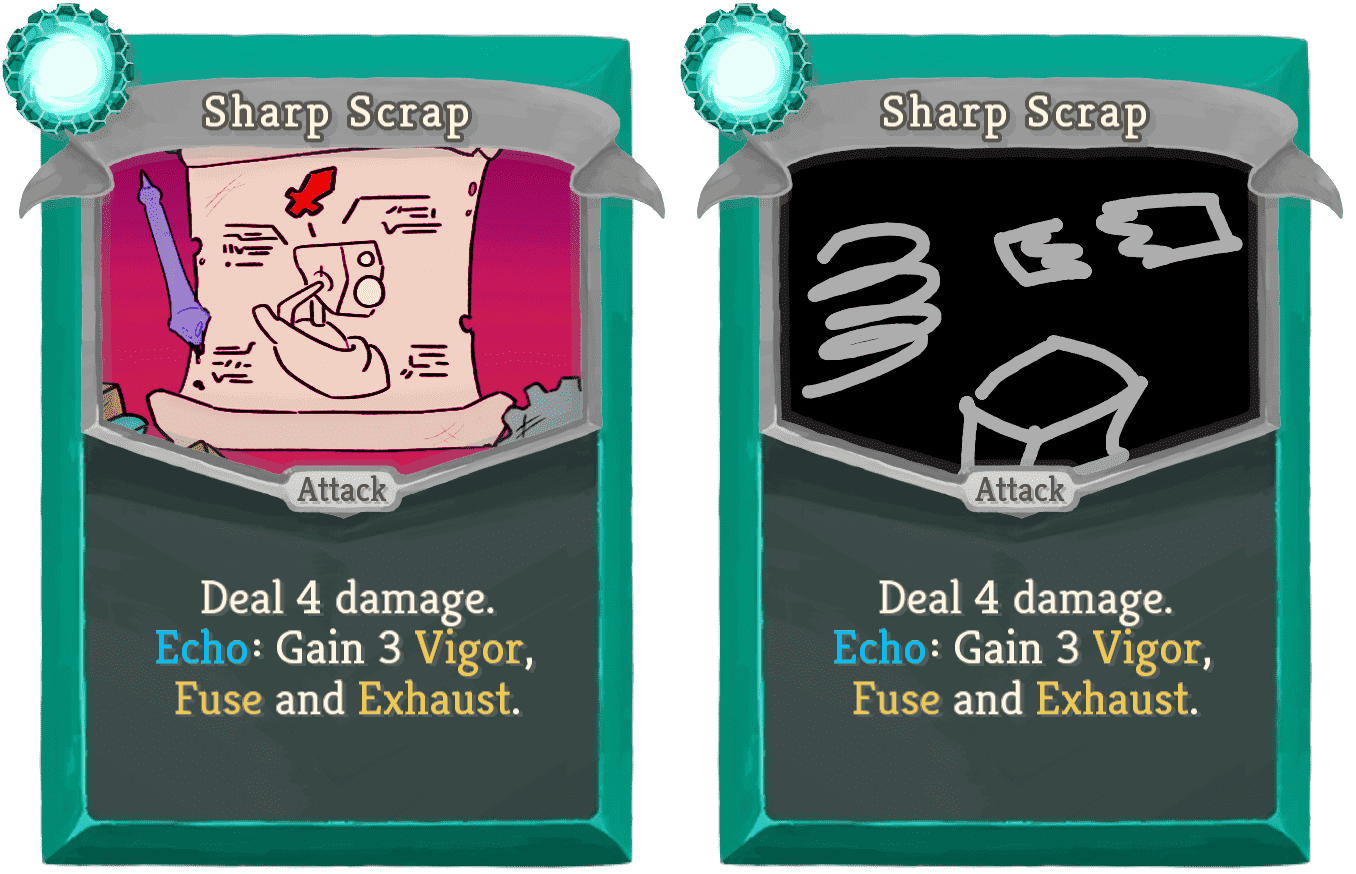 Sharp Scrap
Attack
Deal 4 damage.
Echo: Gain 3 Vigor,
Fuse and Exhaust.
Sharp Scrap
Attack
Deal 4 damage.
Echo: Gain 3 Vigor,
Fuse and Exhaust.